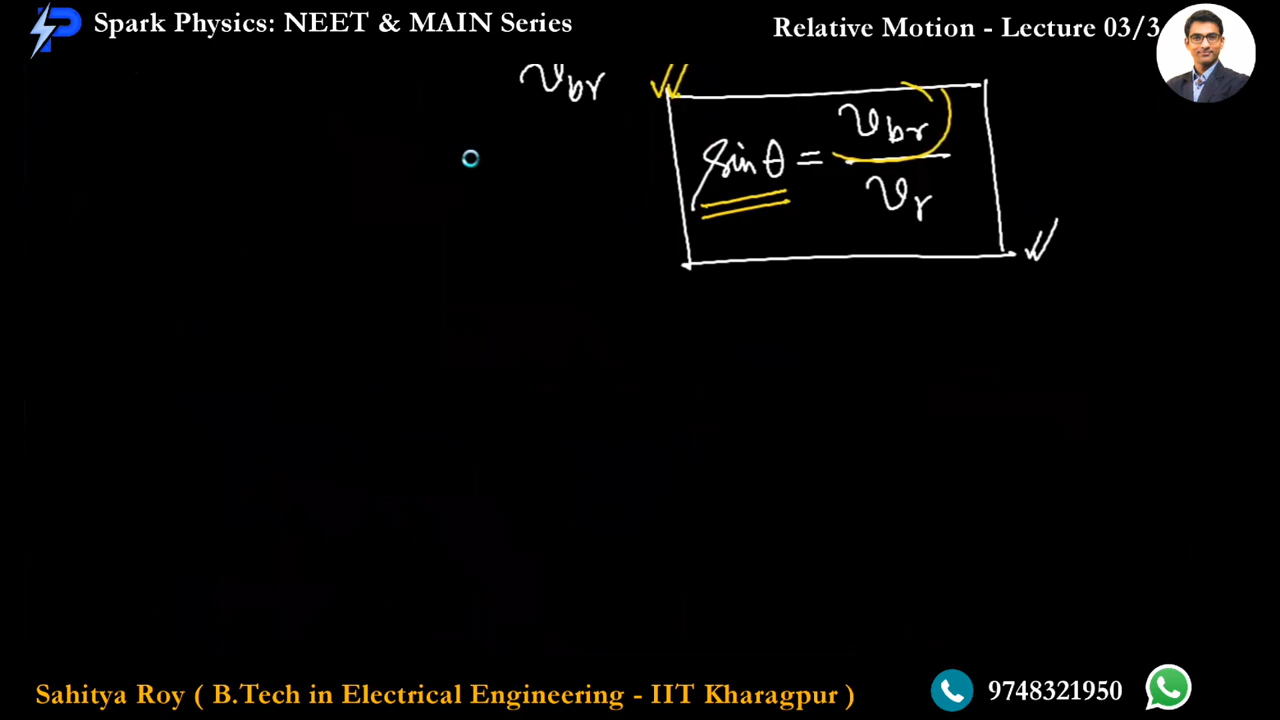 Spark Physics: NEET & MAIN Series
Relative Motion - Lecture 03/3
v_br
sinθ = v_br / v_r
Sahitya Roy ( B.Tech in Electrical Engineering - IIT Kharagpur )
9748321950